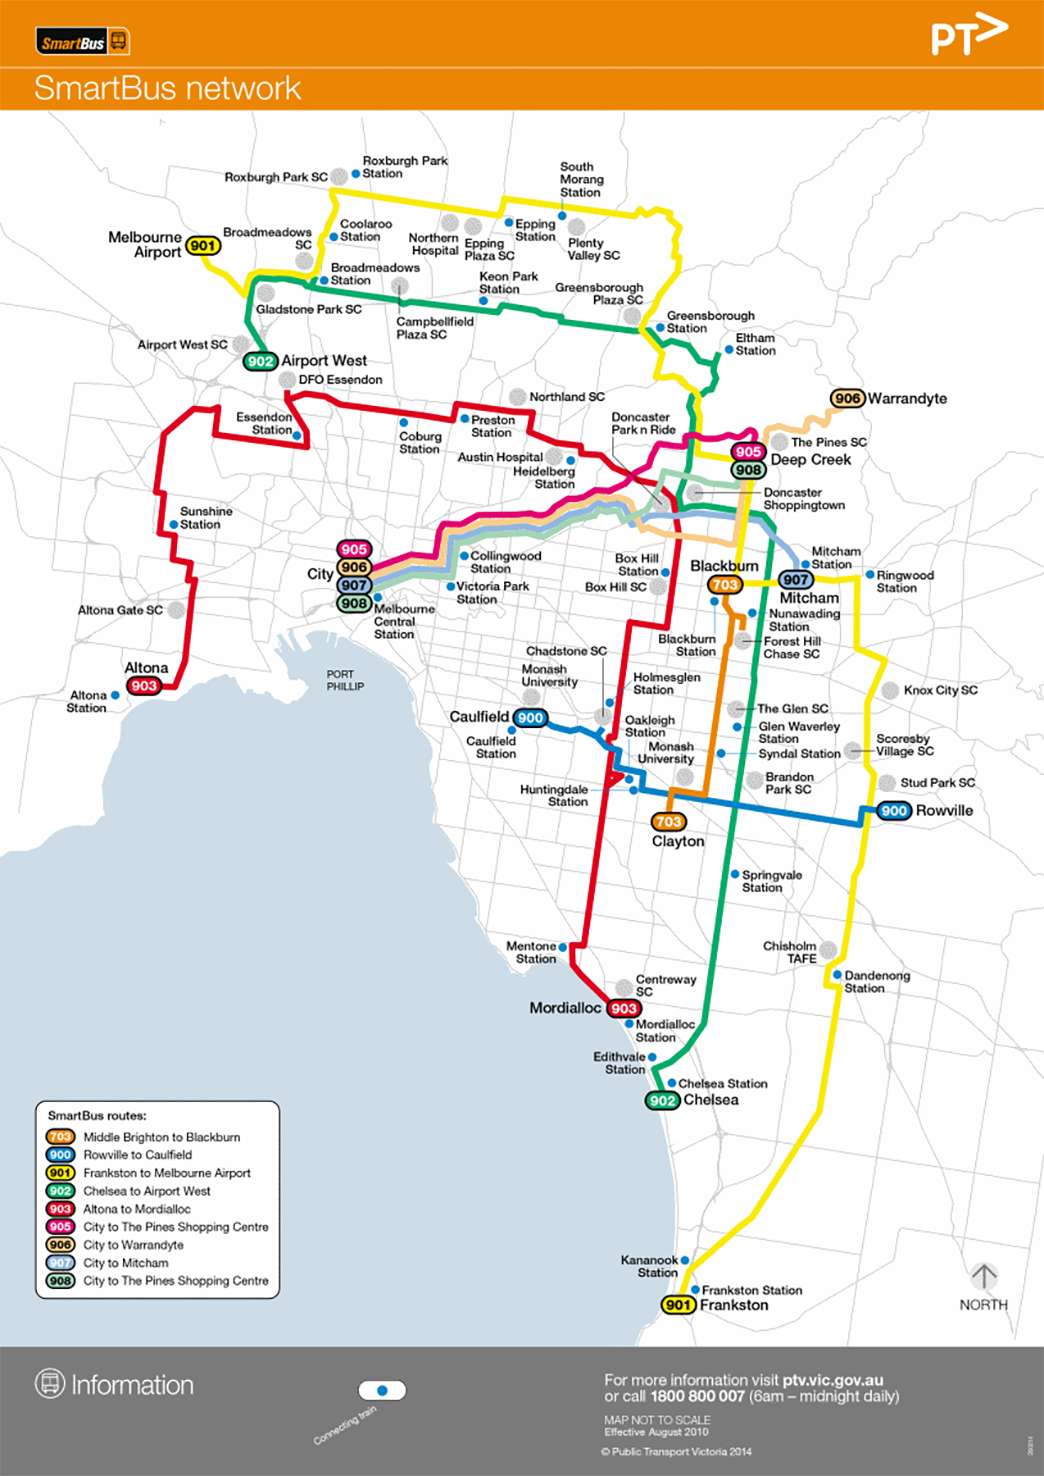 SmartBus
PT
SmartBus network
Roxburgh Park SC
Roxburgh Park
Station
South
Morang
Station
Melbourne
Airport
901
Broadmeadows
SC
Coolaroo
Station
Northern
Hospital
Epping
Plaza SC
Epping
Station
Plenty
Valley SC
Broadmeadows
Station
Keon Park
Station
Greensborough
Plaza SC
Gladstone Park SC
Campbellfield
Plaza SC
Greensborough
Station
Eltham
Station
Airport West SC
902 Airport West
DFO Essendon
Northland SC
906 Warrandyte
Essendon
Station
Coburg
Station
Preston
Station
Doncaster
Park n Ride
The Pines SC
Austin Hospital
Heidelberg
Station
905
908
Deep Creek
Doncaster
Shoppingtown
Sunshine
Station
City
905
906
907
908
Collingwood
Station
Victoria Park
Station
Melbourne
Central
Station
Box Hill
Station
Box Hill SC
Blackburn
703
Mitcham
Station
907
Mitcham
Ringwood
Station
Nunawading
Station
Blackburn
Station
Forest Hill
Chase SC
Altona Gate SC
Altona
903
Altona
Station
PORT
PHILLIP
Chadstone SC
Monash
University
Holmesglen
Station
Knox City SC
Caulfield 900
Caulfield
Station
Oakleigh
Station
Monash
University
The Glen SC
Glen Waverley
Station
Syndal Station
Scoresby
Village SC
Huntingdale
Station
Brandon
Park SC
Stud Park SC
703
Clayton
900 Rowville
Springvale
Station
Mentone
Station
Chisholm
TAFE
Dandenong
Station
Centreway
SC
Mordialloc 903
Mordialloc
Station
Edithvale
Station
Chelsea Station
902 Chelsea
SmartBus routes:
703 Middle Brighton to Blackburn
900 Rowville to Caulfield
901 Frankston to Melbourne Airport
902 Chelsea to Airport West
903 Altona to Mordialloc
905 City to The Pines Shopping Centre
906 City to Warrandyte
907 City to Mitcham
908 City to The Pines Shopping Centre
Kananook
Station
Frankston Station
901 Frankston
NORTH
Information
Connecting train
For more information visit ptv.vic.gov.au
or call 1800 800 007 (6am – midnight daily)
MAP NOT TO SCALE
Effective August 2010
© Public Transport Victoria 2014